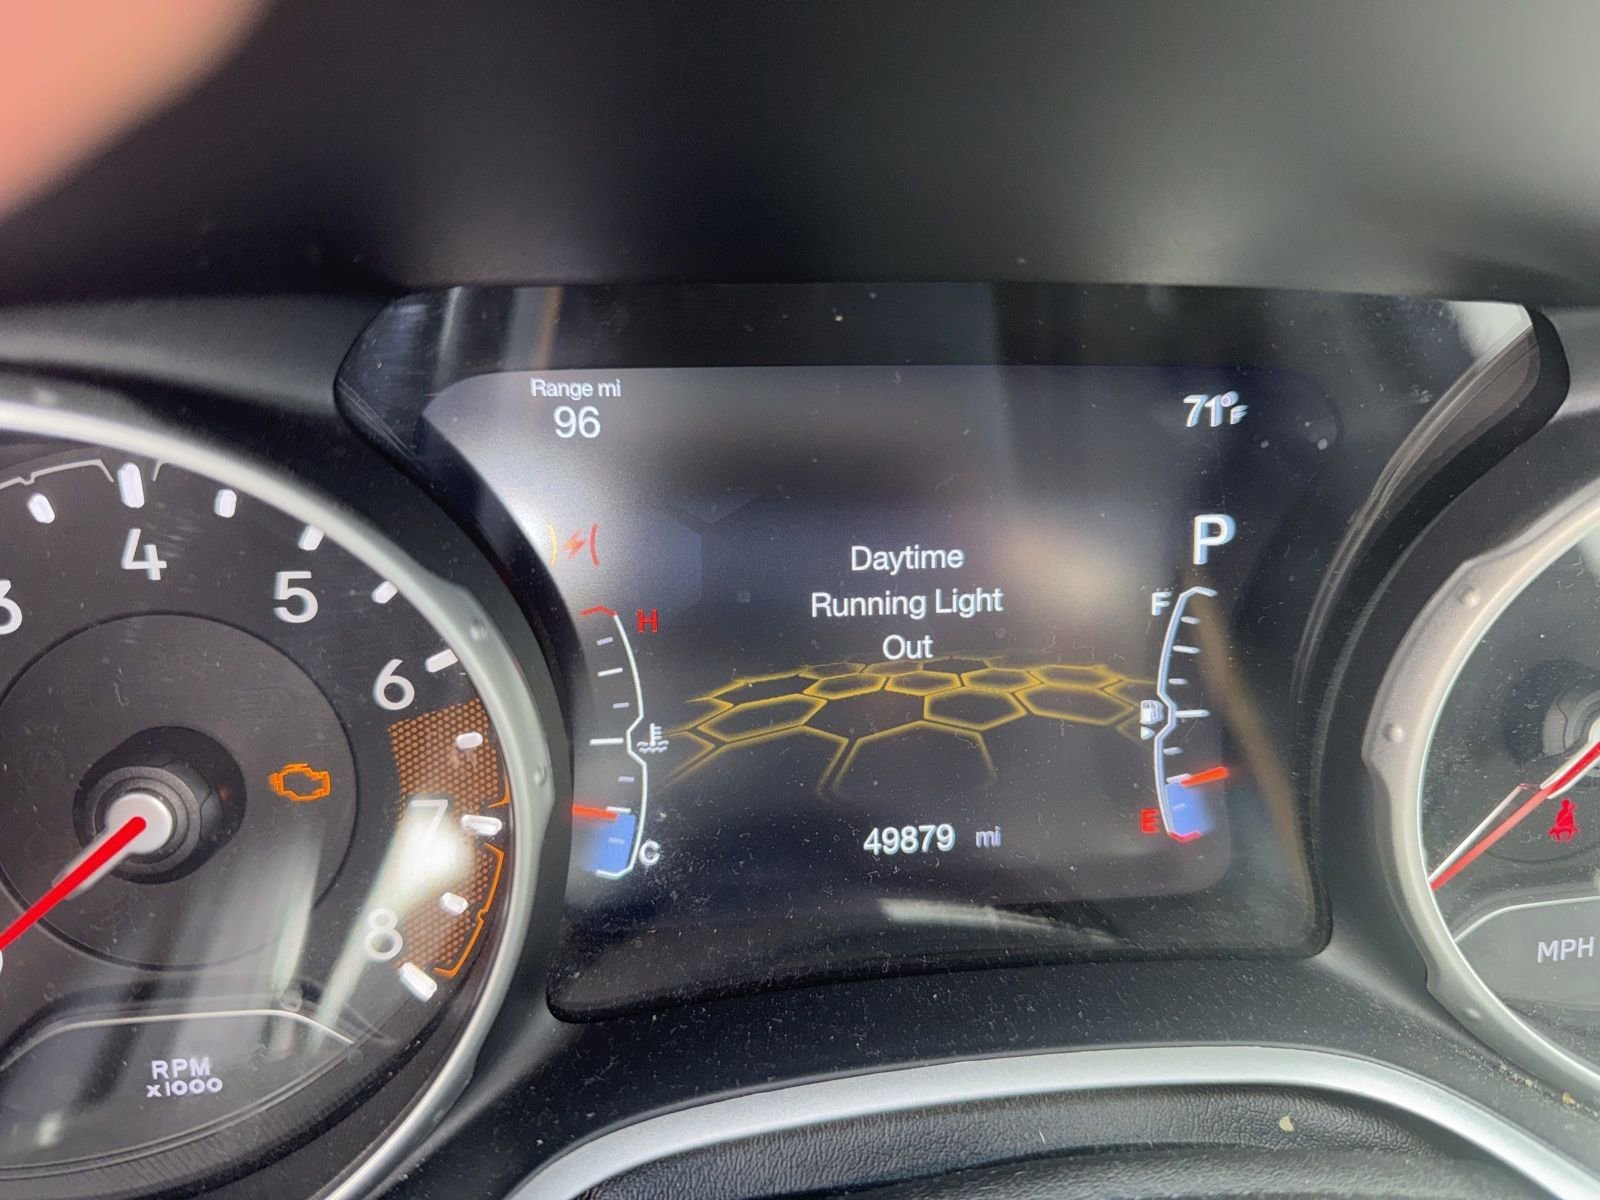 Range mi
96
71°F
P
Daytime
Running Light
Out
H
C
F
E
49879 mi
3
4
5
6
7
8
RPM
x1000
MPH